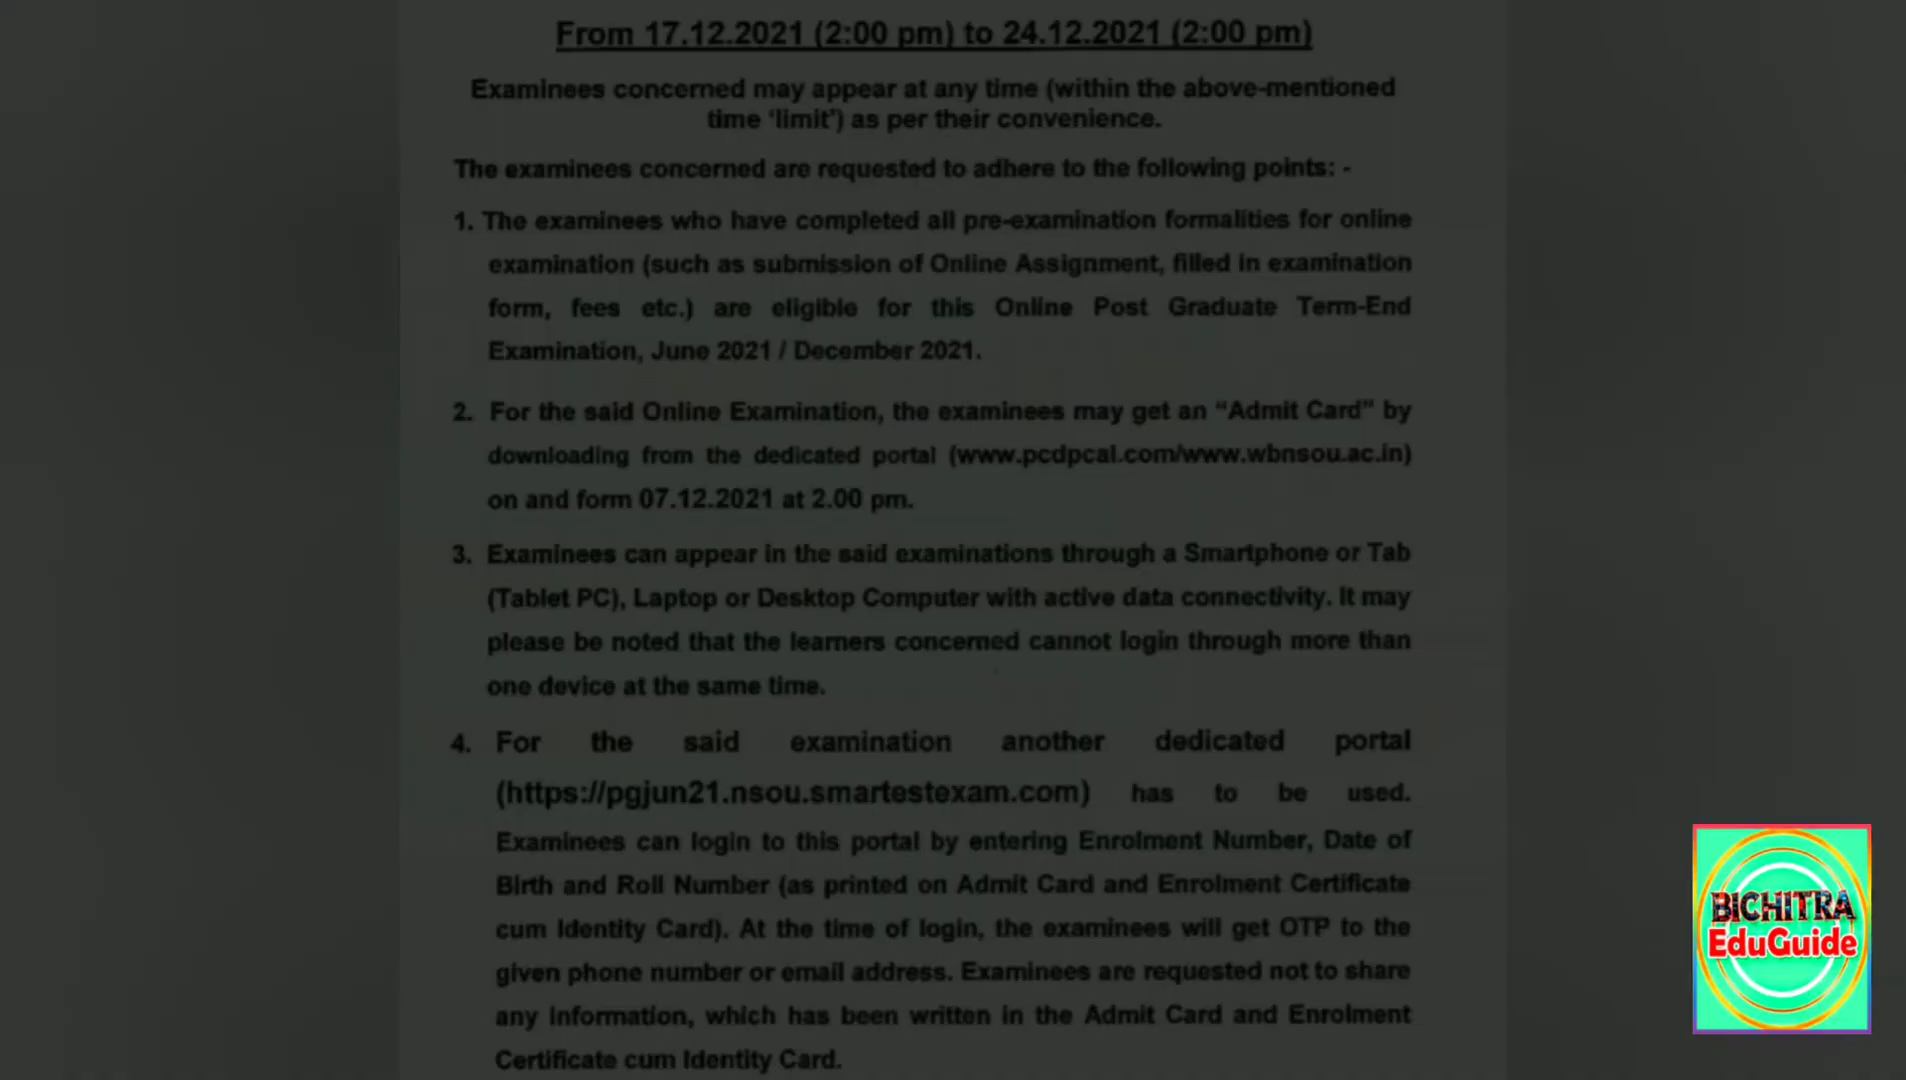 From 17.12.2021 (2:00 pm) to 24.12.2021 (2:00 pm)
Examinees concerned may appear at any time (within the above-mentioned
time ‘limit’) as per their convenience.
The examinees concerned are requested to adhere to the following points: -
1. The examinees who have completed all pre-examination formalities for online
examination (such as submission of Online Assignment, filled in examination
form, fees etc.) are eligible for this Online Post Graduate Term-End
Examination, June 2021 / December 2021.
2. For the said Online Examination, the examinees may get an “Admit Card” by
downloading from the dedicated portal (www.pcdpcal.com/www.wbnsou.ac.in)
on and form 07.12.2021 at 2.00 pm.
3. Examinees can appear in the said examinations through a Smartphone or Tab
(Tablet PC), Laptop or Desktop Computer with active data connectivity. It may
please be noted that the learners concerned cannot login through more than
one device at the same time.
4. For the said examination another dedicated portal
(https://pgjun21.nsou.smartestexam.com) has to be used.
Examinees can login to this portal by entering Enrolment Number, Date of
Birth and Roll Number (as printed on Admit Card and Enrolment Certificate
cum Identity Card). At the time of login, the examinees will get OTP to the
given phone number or email address. Examinees are requested not to share
any information, which has been written in the Admit Card and Enrolment
Certificate cum Identity Card.
BICHITRA
EduGuide